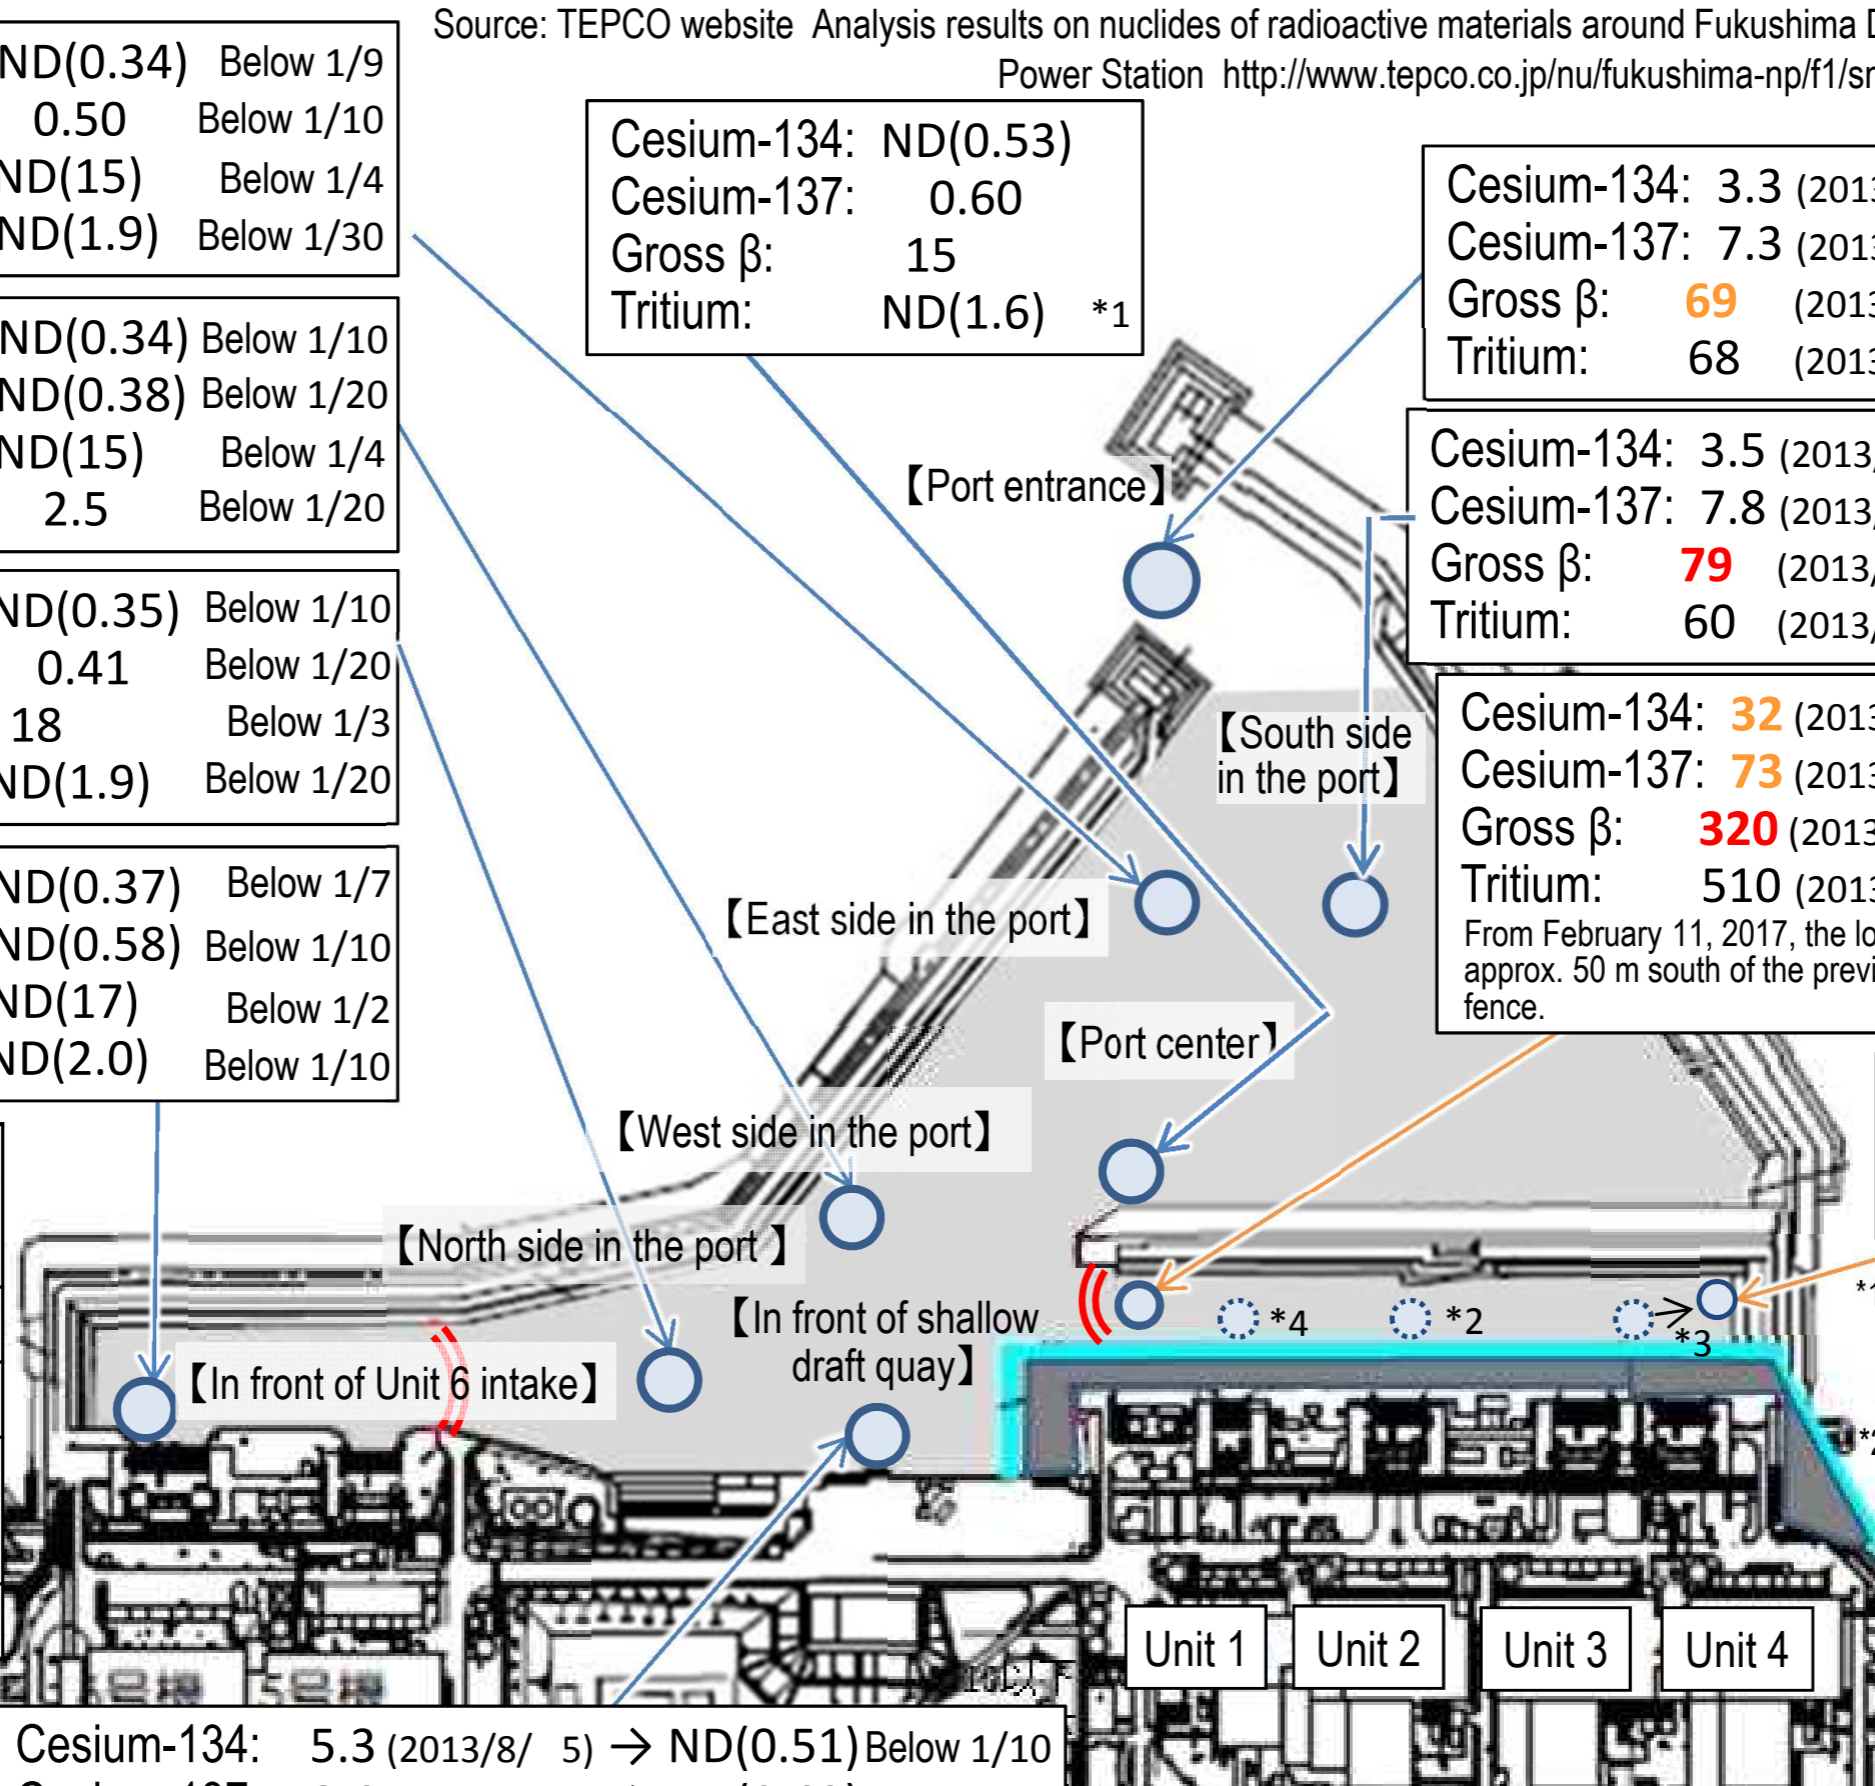 Source: TEPCO website Analysis results on nuclides of radioactive materials around Fukushima
Power Station http://www.tepco.co.jp/nu/fukushima-np/f1/
ND(0.34) Below 1/9
0.50 Below 1/10
ND(15) Below 1/4
ND(1.9) Below 1/30
ND(0.34) Below 1/10
ND(0.38) Below 1/20
ND(15) Below 1/4
2.5 Below 1/20
ND(0.35) Below 1/10
0.41 Below 1/20
18 Below 1/3
ND(1.9) Below 1/20
ND(0.37) Below 1/7
ND(0.58) Below 1/10
ND(17) Below 1/2
ND(2.0) Below 1/10
Cesium-134: ND(0.53)
Cesium-137: 0.60
Gross β: 15
Tritium: ND(1.6) *1
Cesium-134: 3.3 (2013
Cesium-137: 7.3 (2013
Gross β: 69 (2013
Tritium: 68 (2013
Cesium-134: 3.5 (2013/
Cesium-137: 7.8 (2013/
Gross β: 79 (2013/
Tritium: 60 (2013/
Cesium-134: 32 (2013
Cesium-137: 73 (2013
Gross β: 320 (2013
Tritium: 510 (2013
From February 11, 2017, the
approx. 50 m south of the
fence.
【Port entrance】
【South side
in the port】
【East side in the port】
【Port center】
【West side in the port】
【North side in the port 】
【In front of shallow
draft quay】
【In front of Unit 6 intake】
*4
*2
*3
Unit 1
Unit 2
Unit 3
Unit 4
Cesium-134: 5.3 (2013/8/ 5) → ND(0.51) Below 1/10